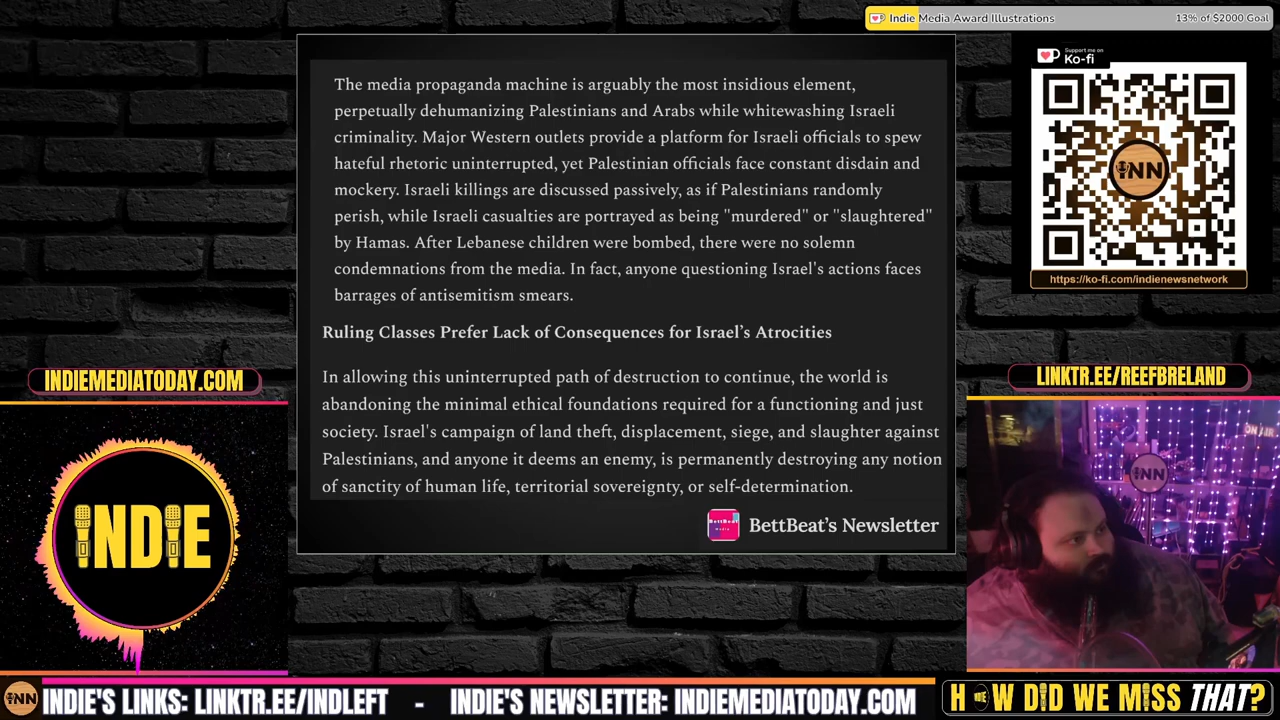 Indie Media Award Illustrations
13% of $2000 Goal
Support me on
Ko-fi
iNN
https://ko-fi.com/indienewsnetwork
The media propaganda machine is arguably the most insidious element,
perpetually dehumanizing Palestinians and Arabs while whitewashing Israeli
criminality. Major Western outlets provide a platform for Israeli officials to spew
hateful rhetoric uninterrupted, yet Palestinian officials face constant disdain and
mockery. Israeli killings are discussed passively, as if Palestinians randomly
perish, while Israeli casualties are portrayed as being "murdered" or "slaughtered"
by Hamas. After Lebanese children were bombed, there were no solemn
condemnations from the media. In fact, anyone questioning Israel's actions faces
barrages of antisemitism smears.
Ruling Classes Prefer Lack of Consequences for Israel’s Atrocities
In allowing this uninterrupted path of destruction to continue, the world is
abandoning the minimal ethical foundations required for a functioning and just
society. Israel's campaign of land theft, displacement, siege, and slaughter against
Palestinians, and anyone it deems an enemy, is permanently destroying any notion
of sanctity of human life, territorial sovereignty, or self-determination.
BettBeat Media
BettBeat’s Newsletter
INDIEMEDIATODAY.COM
INDIE
LINKTR.EE/REEFBRELAND
ON AIR
iNN
iNN
INDIE'S LINKS: LINKTR.EE/INDLEFT - INDIE'S NEWSLETTER: INDIEMEDIATODAY.COM
HOW DID WE MISS THAT?